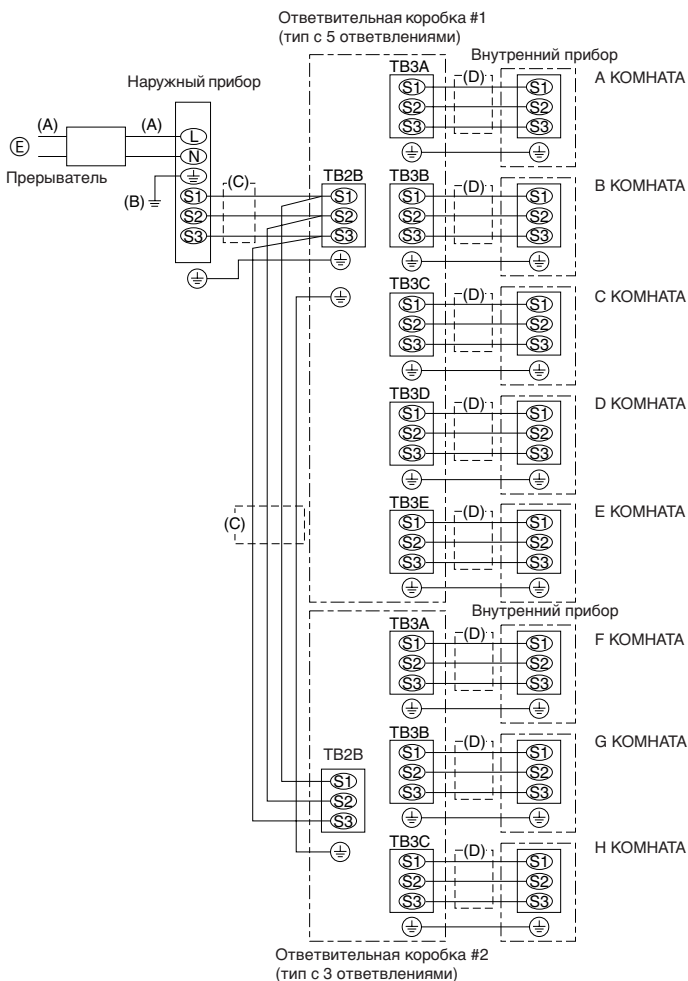 Ответвительная коробка #1
(тип с 5 ответвлениями)
Внутренний прибор
Наружный прибор
TB3A
(D)
A КОМНАТА
S1
S1
S2
S2
S3
S3
(A)
(A)
L
N
E
Прерыватель
(B)
(C)
S1
S2
S3
TB2B
S1
S2
S3
TB3B
(D)
B КОМНАТА
S1
S1
S2
S2
S3
S3
TB3C
(D)
C КОМНАТА
S1
S1
S2
S2
S3
S3
TB3D
(D)
D КОМНАТА
S1
S1
S2
S2
S3
S3
(C)
TB3E
(D)
E КОМНАТА
S1
S1
S2
S2
S3
S3
Внутренний прибор
TB3A
(D)
F КОМНАТА
S1
S1
S2
S2
S3
S3
TB2B
S1
S2
S3
TB3B
(D)
G КОМНАТА
S1
S1
S2
S2
S3
S3
TB3C
(D)
H КОМНАТА
S1
S1
S2
S2
S3
S3
Ответвительная коробка #2
(тип с 3 ответвлениями)